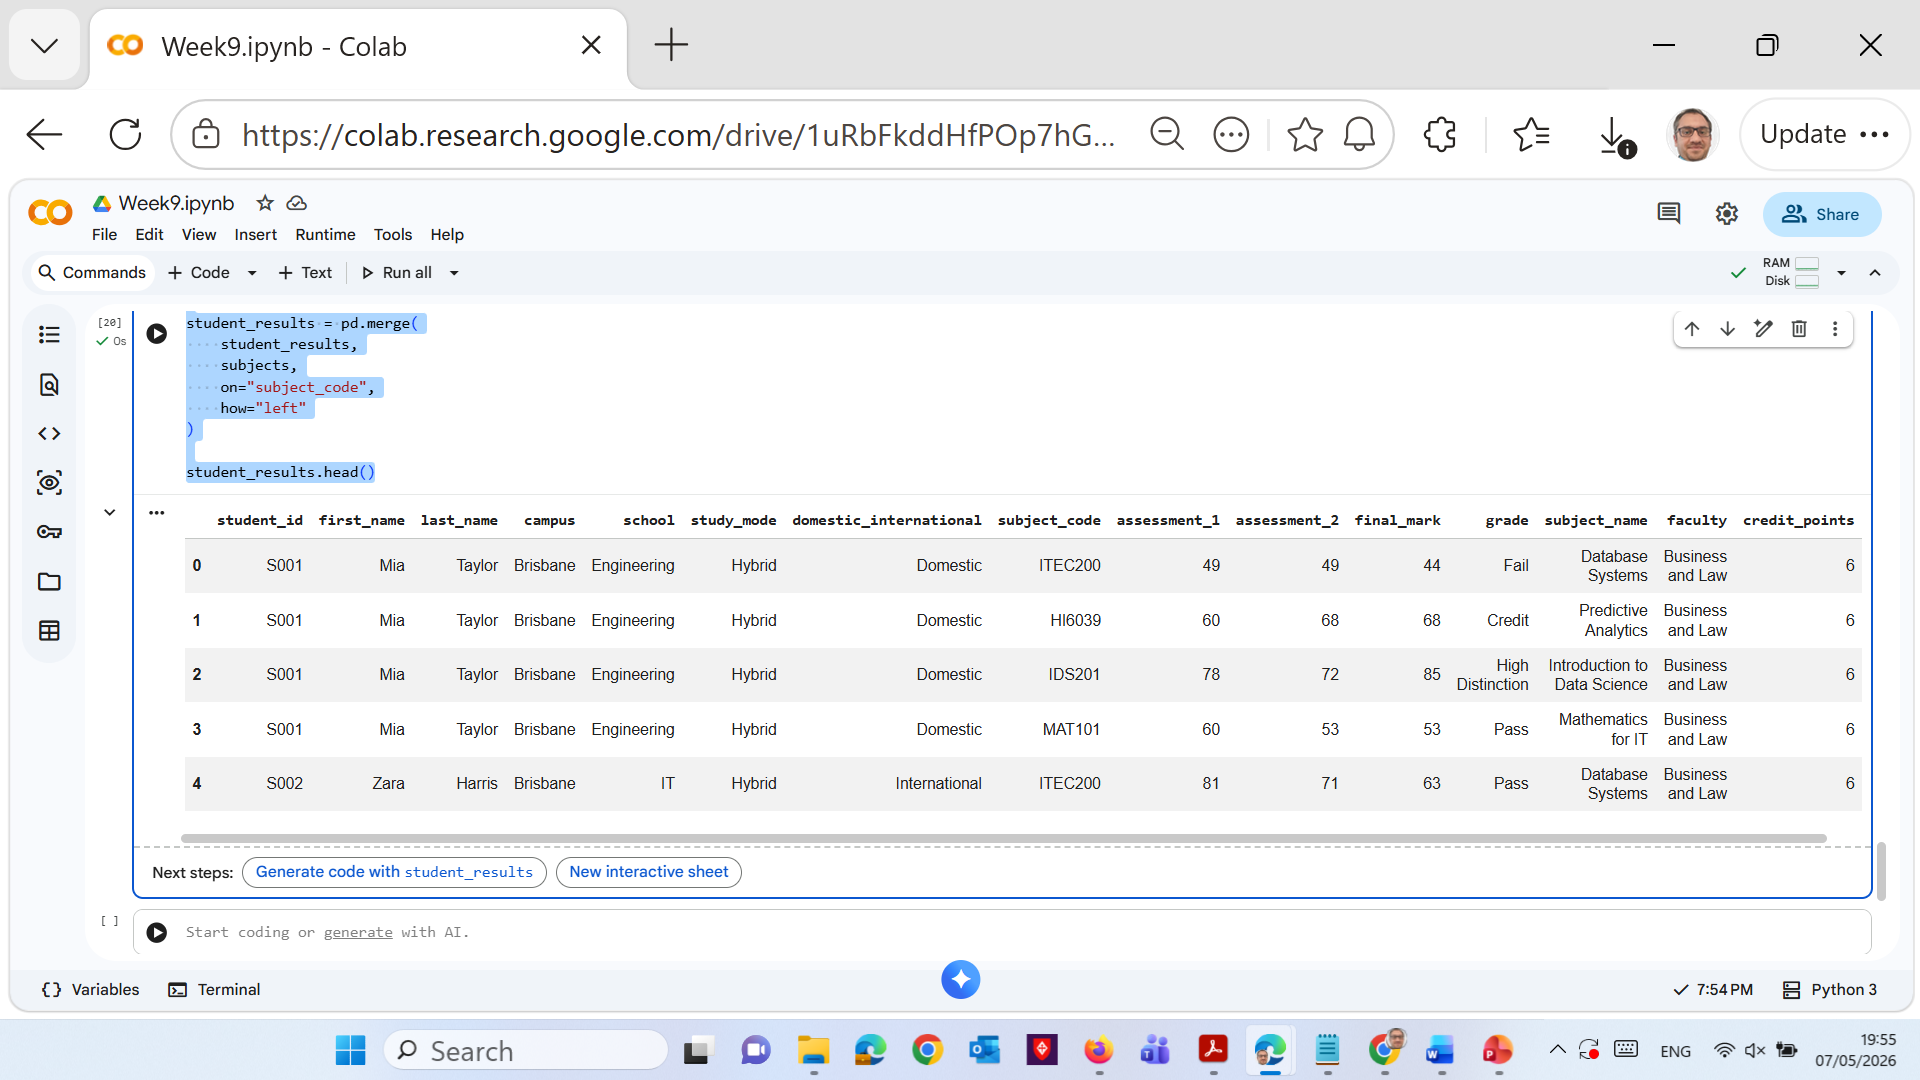 Week9.ipynb - Colab
https://colab.research.google.com/drive/1uRbFkddHfPOp7hG...
Update
Week9.ipynb
File Edit View Insert Runtime Tools Help
Share
Commands + Code + Text Run all
RAM
Disk
[20]
0s
student_results = pd.merge(
student_results,
subjects,
on="subject_code",
how="left"
)
student_results.head()
student_id first_name last_name campus school study_mode domestic_international subject_code assessment_1 assessment_2 final_mark grade subject_name faculty credit_points
0 S001 Mia Taylor Brisbane Engineering Hybrid Domestic ITEC200 49 49 44 Fail Database Systems Business and Law 6
1 S001 Mia Taylor Brisbane Engineering Hybrid Domestic HI6039 60 68 68 Credit Predictive Analytics Business and Law 6
2 S001 Mia Taylor Brisbane Engineering Hybrid Domestic IDS201 78 72 85 High Distinction Introduction to Data Science Business and Law 6
3 S001 Mia Taylor Brisbane Engineering Hybrid Domestic MAT101 60 53 53 Pass Mathematics for IT Business and Law 6
4 S002 Zara Harris Brisbane IT Hybrid International ITEC200 81 71 63 Pass Database Systems Business and Law 6
Next steps: Generate code with student_results New interactive sheet
[ ]
Start coding or generate with AI.
{} Variables Terminal
7:54 PM Python 3
Search
ENG
19:55
07/05/2026